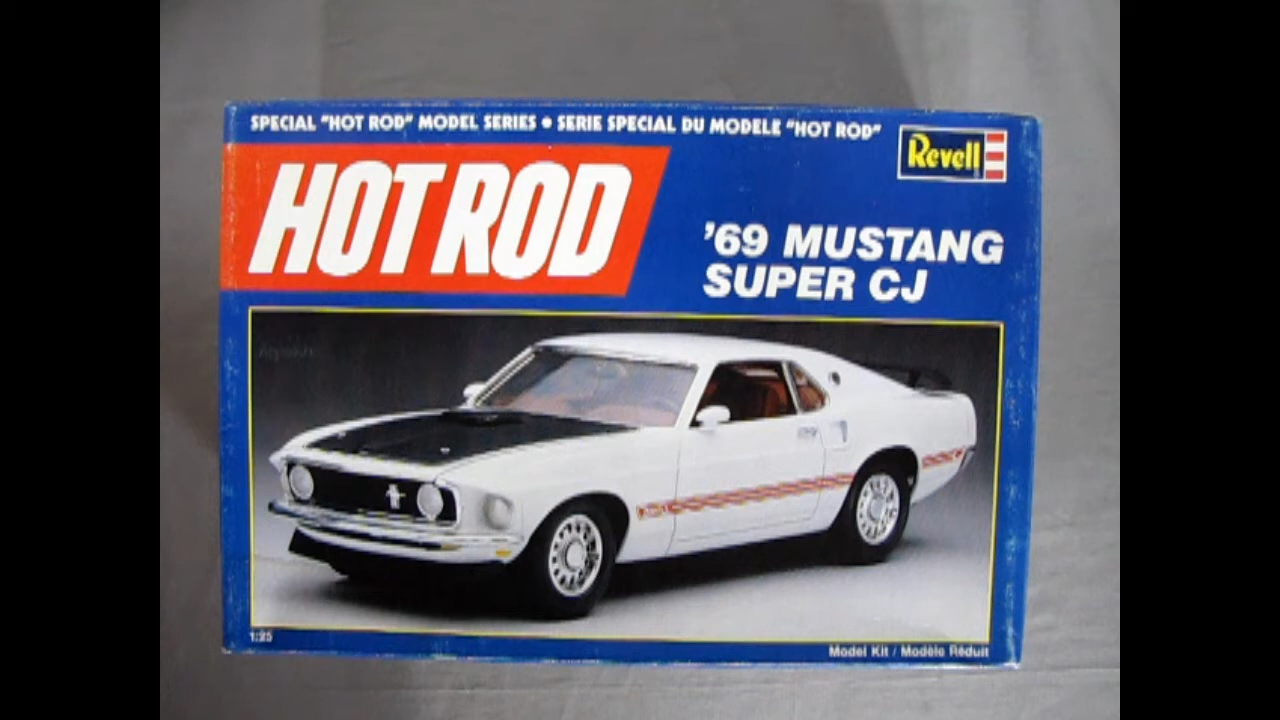 SPECIAL "HOT ROD" MODEL SERIES • SERIE SPECIAL DU MODELE "HOT ROD"
Revell
HOT ROD
'69 MUSTANG
SUPER CJ
1:25
Model Kit / Modèle Réduit